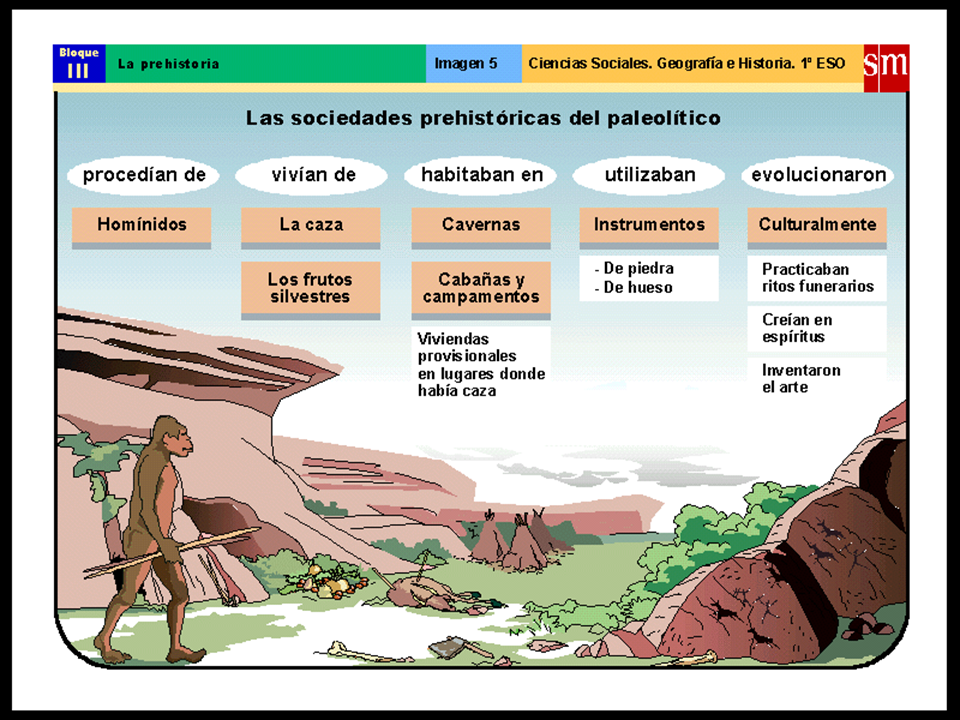 Bloque
III
La prehistoria
Imagen 5
Ciencias Sociales. Geografía e Historia. 1º ESO
sm
Las sociedades prehistóricas del paleolítico
procedían de
Homínidos
vivían de
La caza
Los frutos
silvestres
habitaban en
Cavernas
Cabañas y
campamentos
Viviendas
provisionales
en lugares donde
había caza
utilizaban
Instrumentos
- De piedra
- De hueso
evolucionaron
Culturalmente
Practicaban
ritos funerarios
Creían en
espíritus
Inventaron
el arte